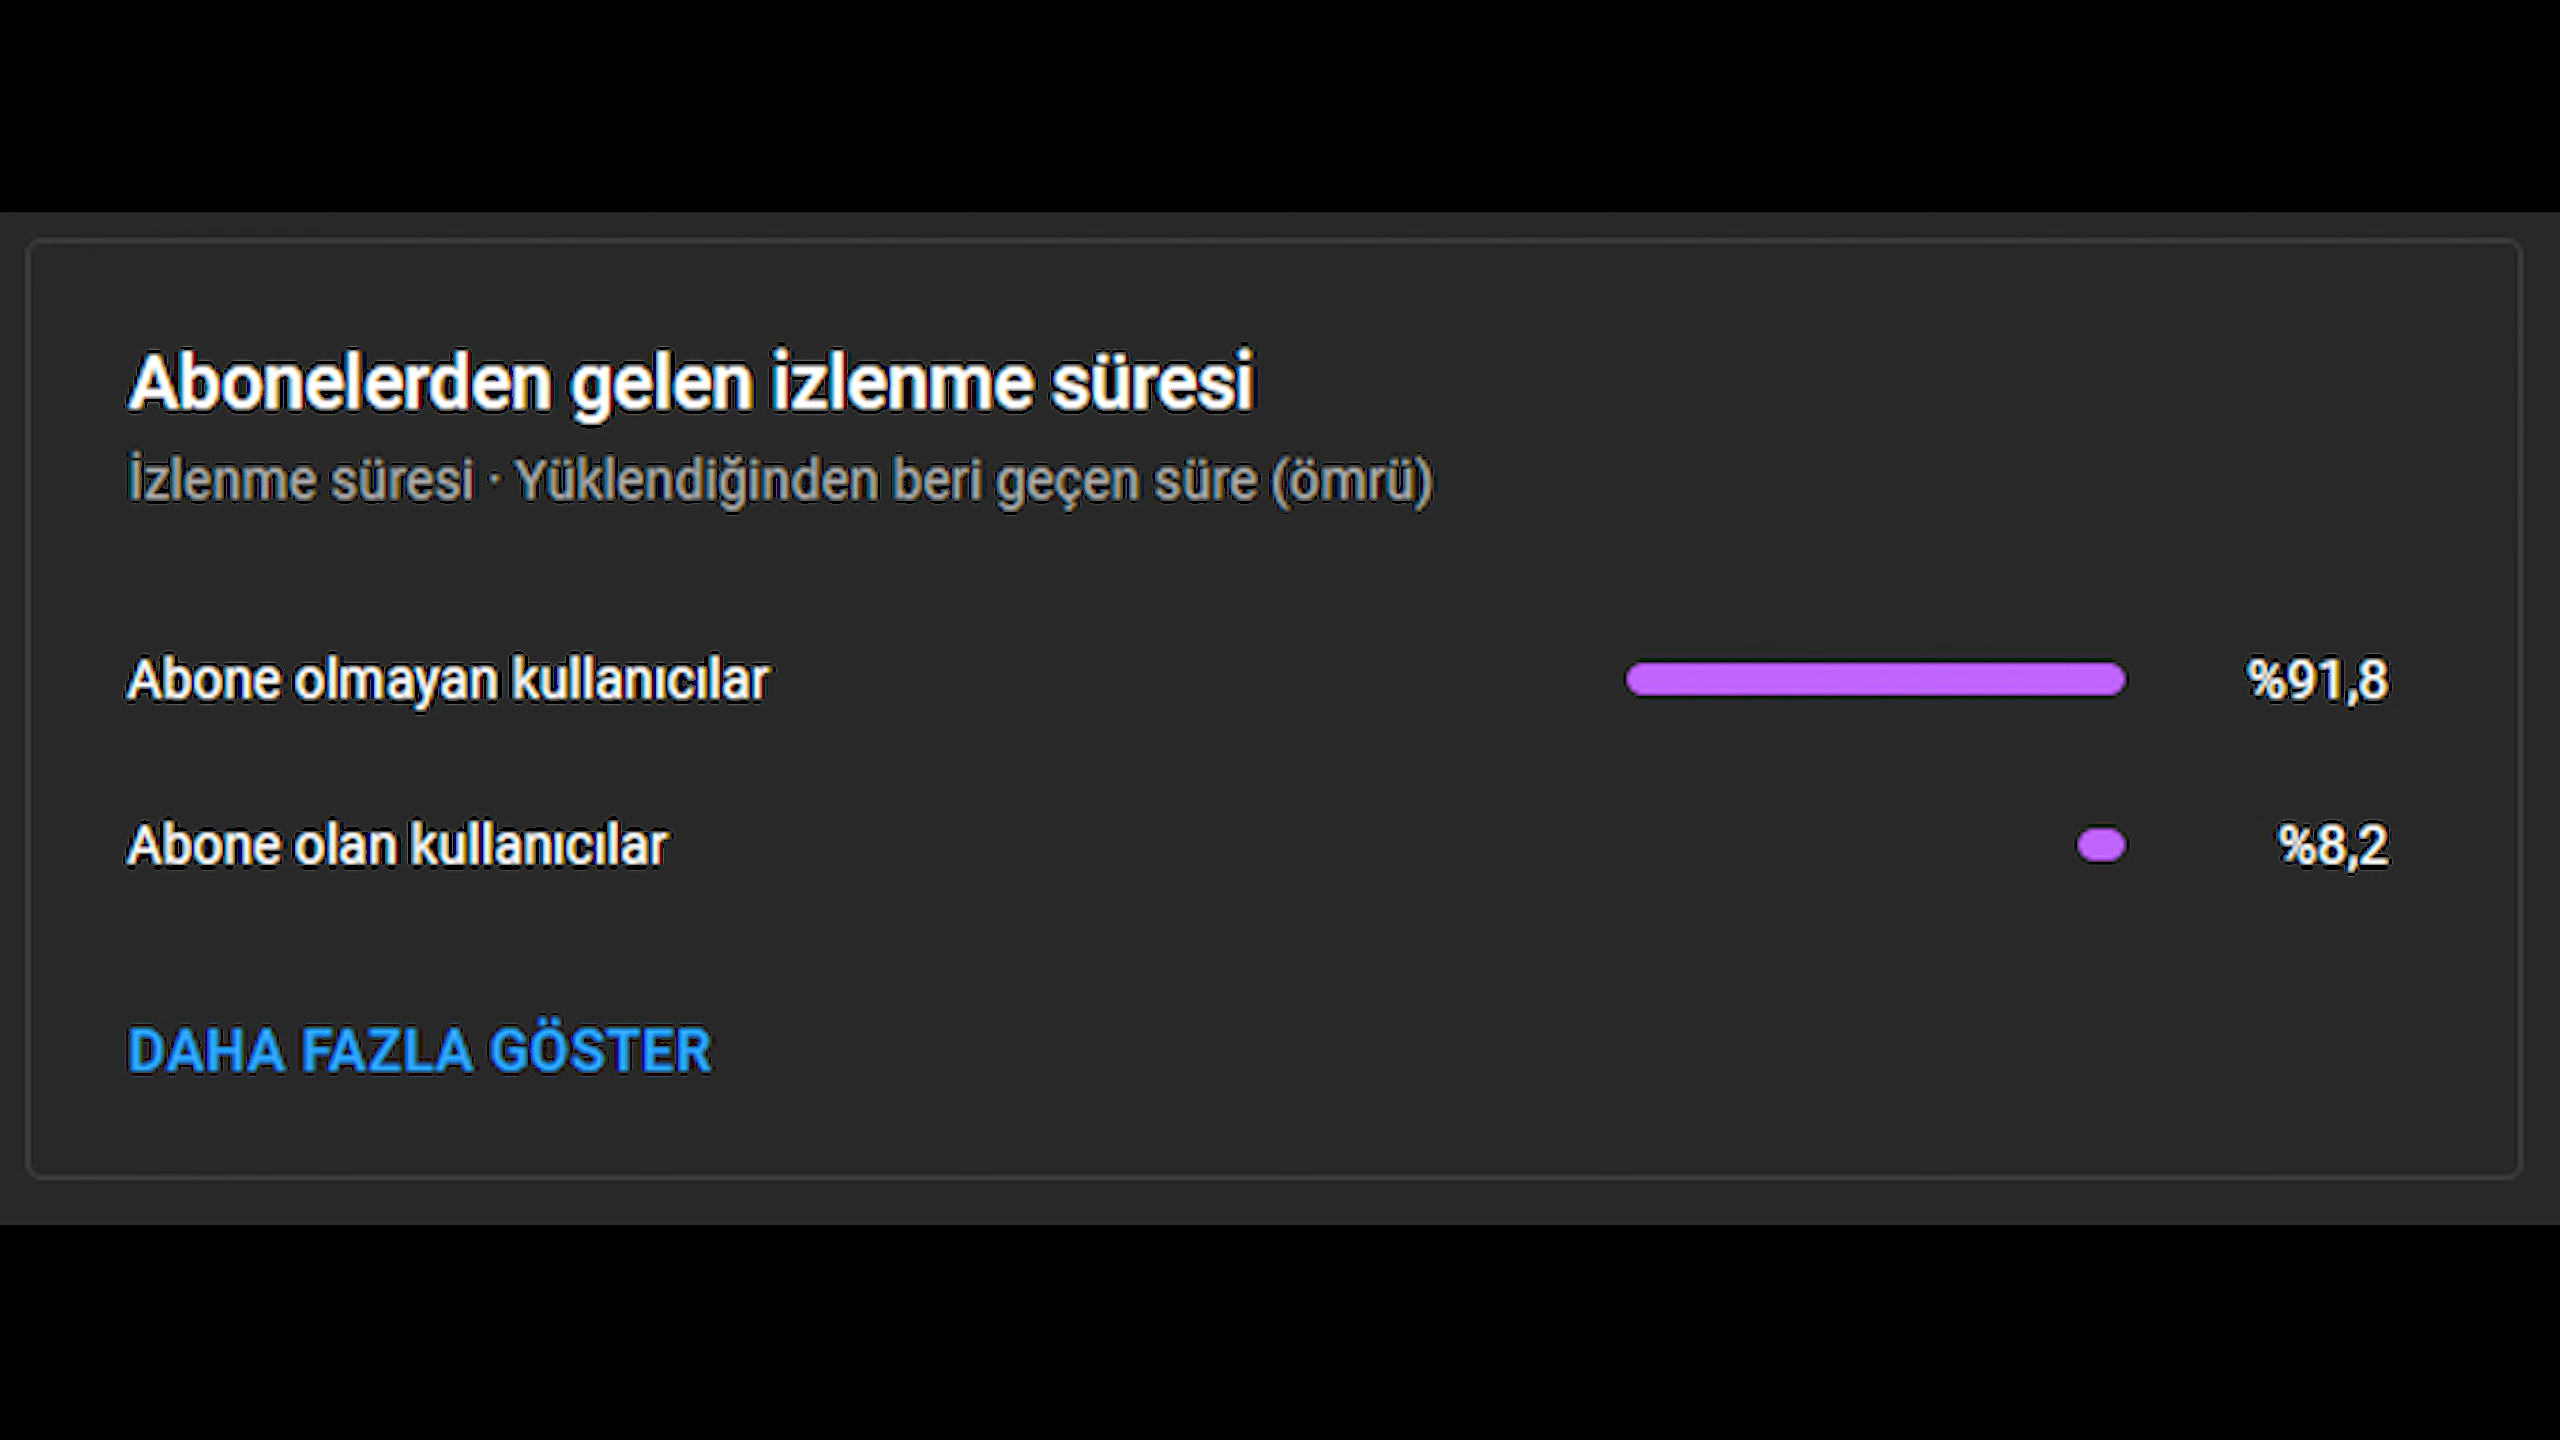 Abonelerden gelen izlenme süresi
İzlenme süresi · Yüklendiğinden beri geçen süre (ömrü)
Abone olmayan kullanıcılar %91,8
Abone olan kullanıcılar %8,2
DAHA FAZLA GÖSTER